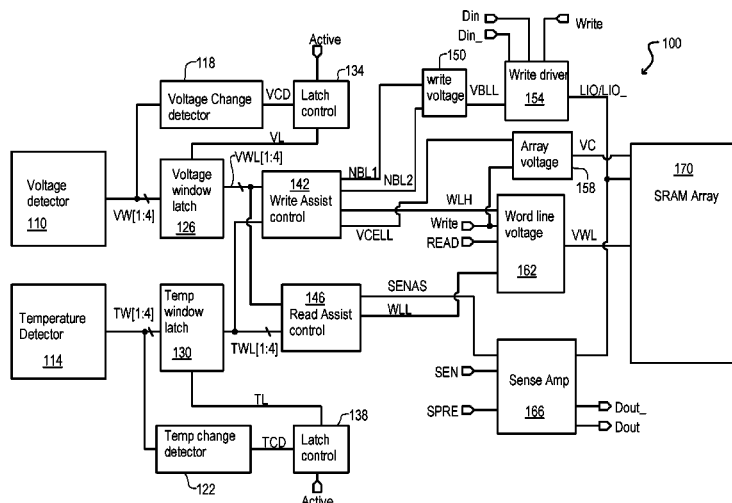 Din
Din_
Write
100
Active
118
134
150
Voltage Change
detector
VCD
Latch
control
write
voltage
VBLL
Write driver
154
LIO/LIO_
VL
VWL[1:4]
NBL1
NBL2
Array
voltage
VC
158
170
SRAM Array
Voltage
detector
110
VW[1:4]
Voltage
window
latch
126
142
Write Assist
control
WLH
VCELL
Write
READ
Word line
voltage
162
VWL
Temperature
Detector
114
TW[1:4]
Temp
window
latch
130
TWL[1:4]
146
Read Assist
control
SENAS
WLL
SEN
SPRE
Sense Amp
166
Dout_
Dout
TL
138
Temp change
detector
122
TCD
Latch
control
Active